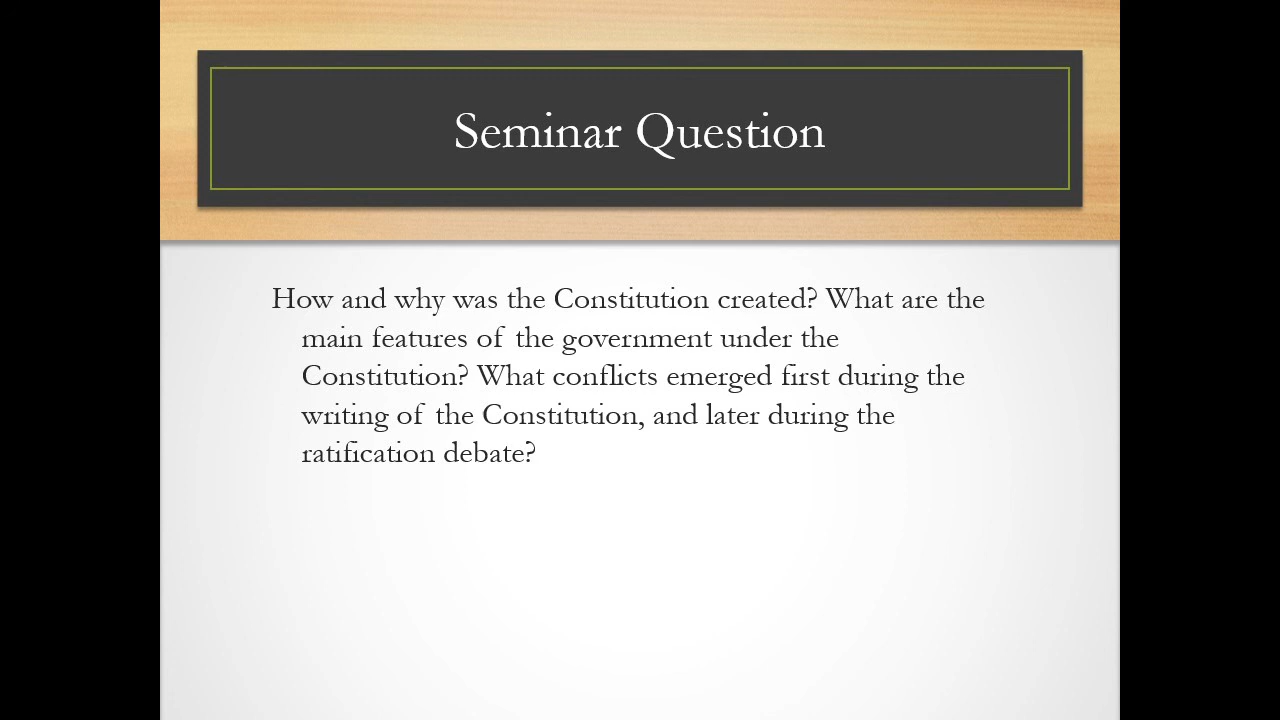 Seminar Question
How and why was the Constitution created? What are the
main features of the government under the
Constitution? What conflicts emerged first during the
writing of the Constitution, and later during the
ratification debate?